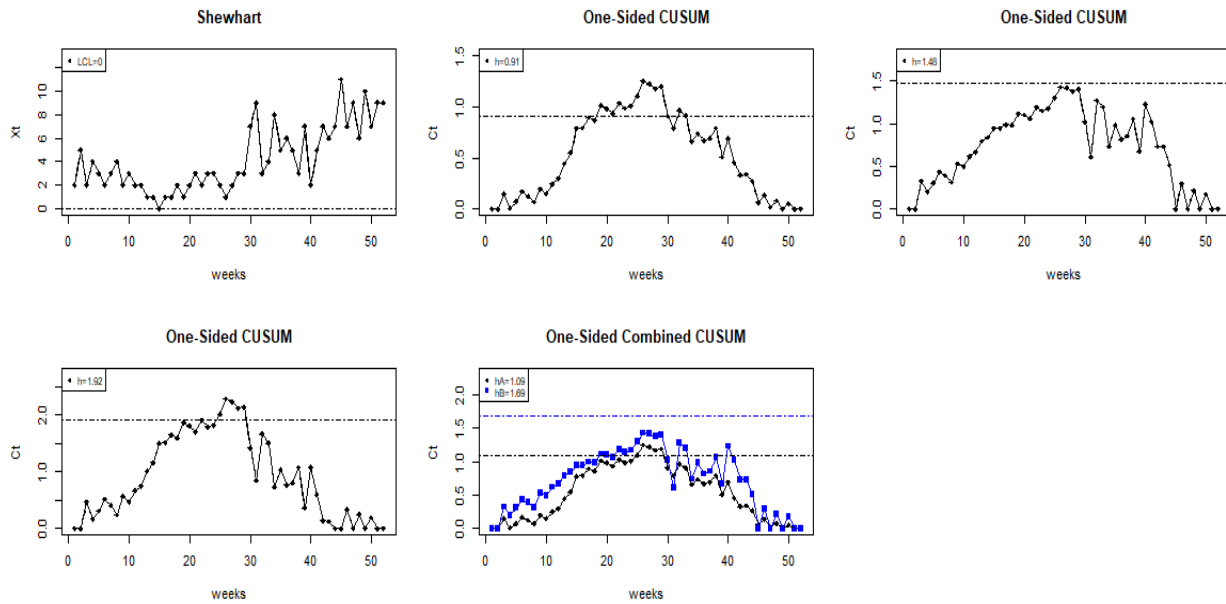 Shewhart
LCL=0
Xt
0 2 4 6 8 10
0 10 20 30 40 50
weeks
One-Sided CUSUM
h=0.91
Ct
0.0 0.5 1.0 1.5
0 10 20 30 40 50
weeks
One-Sided CUSUM
h=1.48
Ct
0.0 0.5 1.0 1.5
0 10 20 30 40 50
weeks
One-Sided CUSUM
h=1.92
Ct
0.0 1.0 2.0
0 10 20 30 40 50
weeks
One-Sided Combined CUSUM
hA=1.09
hB=1.69
Ct
0.0 0.5 1.0 1.5 2.0
0 10 20 30 40 50
weeks